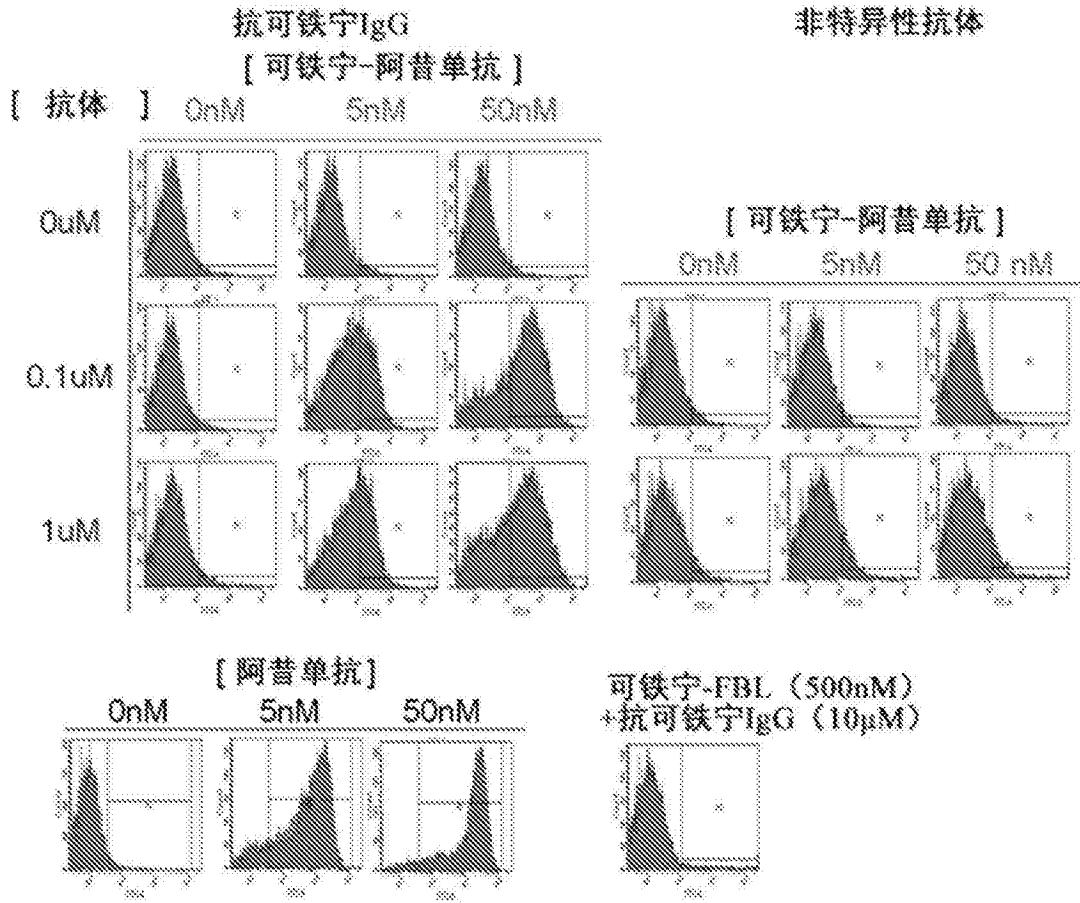 抗可铁宁IgG
非特异性抗体
[ 可铁宁-阿昔单抗 ]
[ 抗体 ]
0nM 5nM 50nM
0uM
[ 可铁宁-阿昔单抗 ]
0nM 5nM 50 nM
0.1uM
1uM
[ 阿昔单抗]
0nM 5nM 50nM
可铁宁-FBL（500nM）
+抗可铁宁IgG（10μM）